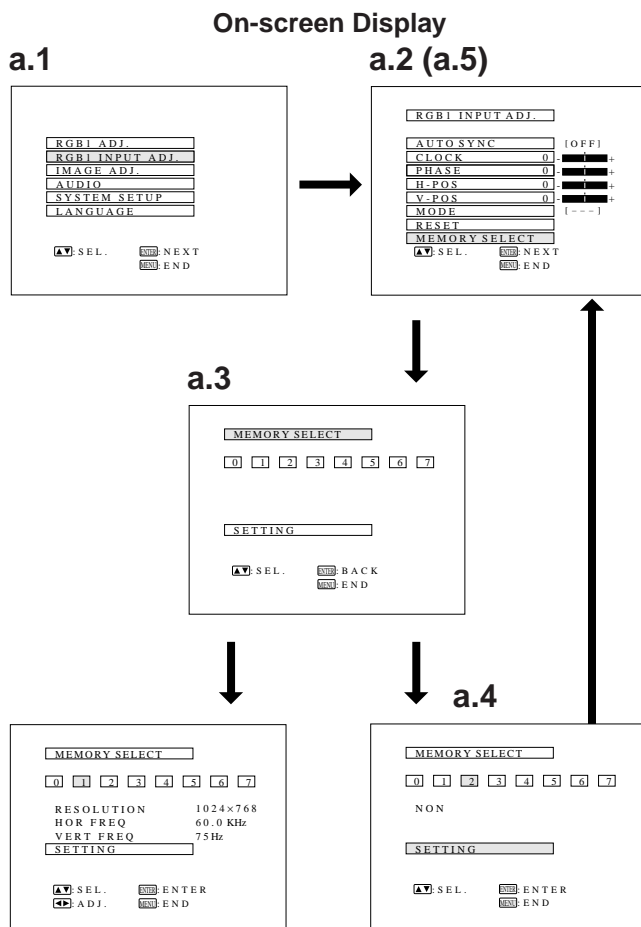 On-screen Display
a.1
RGB1 ADJ.
RGB1 INPUT ADJ.
IMAGE ADJ.
AUDIO
SYSTEM SETUP
LANGUAGE
▲▼:SEL. ENTER:NEXT
MENU:END
a.2 (a.5)
RGB1 INPUT ADJ.
AUTO SYNC [OFF]
CLOCK 0 - +
PHASE 0 - +
H-POS 0 - +
V-POS 0 - +
MODE [---]
RESET
MEMORY SELECT
▲▼:SEL. ENTER:NEXT
MENU:END
a.3
MEMORY SELECT
0 1 2 3 4 5 6 7
SETTING
▲▼:SEL. ENTER:BACK
MENU:END
MEMORY SELECT
0 1 2 3 4 5 6 7
RESOLUTION 1024×768
HOR FREQ 60.0 KHz
VERT FREQ 75Hz
SETTING
▲▼:SEL. ENTER:ENTER
◀▶:ADJ. MENU:END
a.4
MEMORY SELECT
0 1 2 3 4 5 6 7
NON
SETTING
▲▼:SEL. ENTER:ENTER
MENU:END